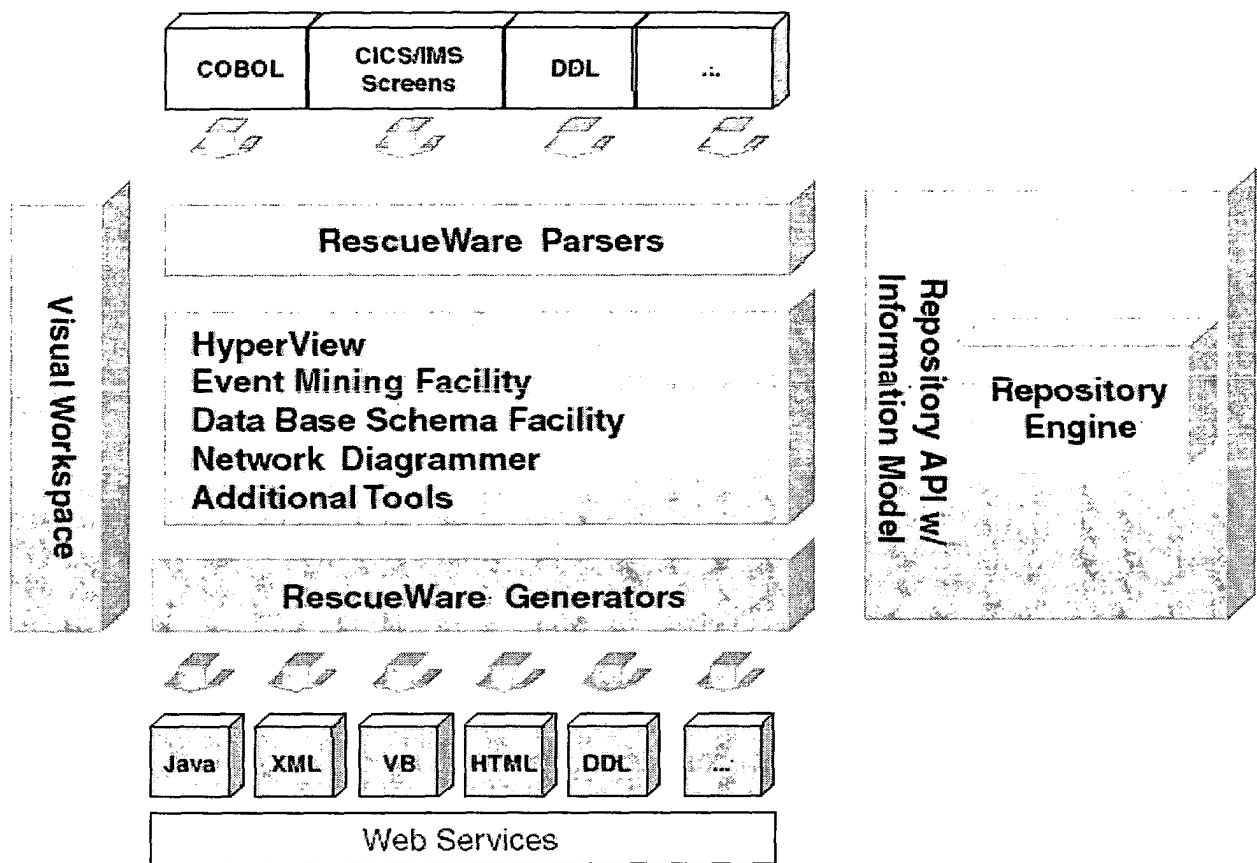 COBOL
CICS/IMS
Screens
DDL
...
RescueWare Parsers
Visual Workspace
HyperView
Event Mining Facility
Data Base Schema Facility
Network Diagrammer
Additional Tools
Repository API w/
Information Model
Repository
Engine
RescueWare Generators
Java
XML
VB
HTML
DDL
...
Web Services